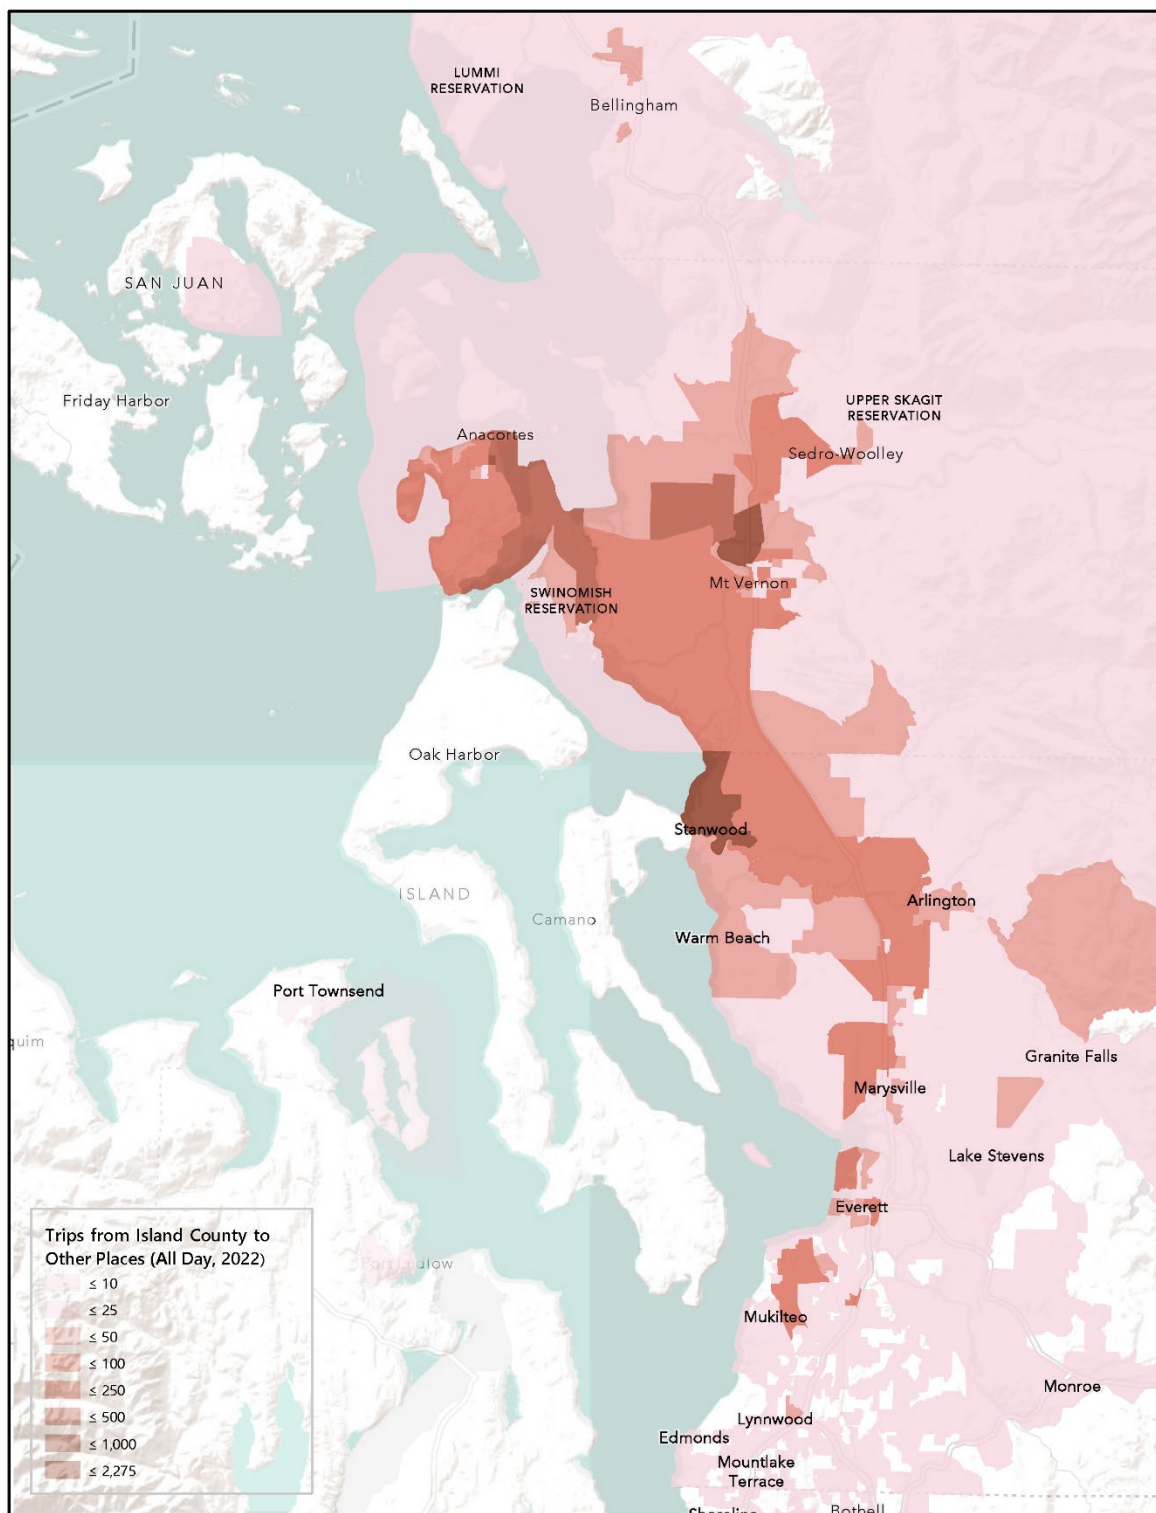 LUMMI
RESERVATION
Bellingham
SAN JUAN
Friday Harbor
UPPER SKAGIT
RESERVATION
Anacortes
Sedro-Woolley
Mt Vernon
SWINOMISH
RESERVATION
Oak Harbor
Stanwood
ISLAND
Camano
Arlington
Warm Beach
Port Townsend
quim
Granite Falls
Marysville
Lake Stevens
Everett
Trips from Island County to
Other Places (All Day, 2022)
≤ 10
≤ 25
≤ 50
≤ 100
≤ 250
≤ 500
≤ 1,000
≤ 2,275
Mukilteo
Monroe
Lynnwood
Edmonds
Mountlake
Terrace
Shoreline
Bothell